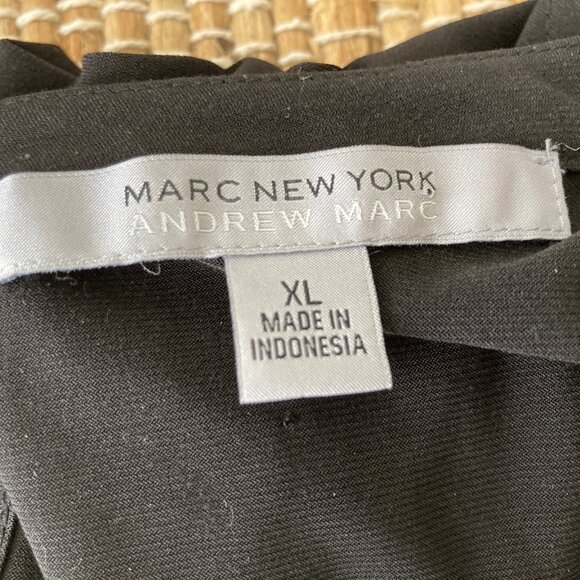 MARC NEW YORK
ANDREW MARC
XL
MADE IN
INDONESIA